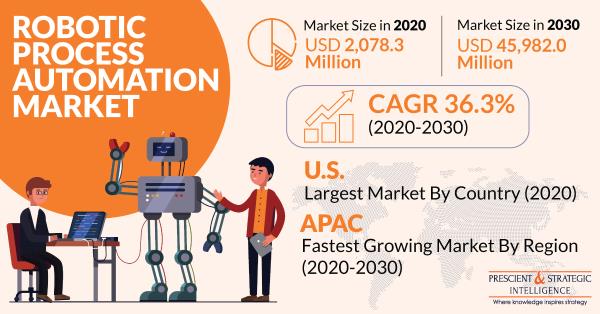 ROBOTIC
PROCESS
AUTOMATION
MARKET
Market Size in 2020
USD 2,078.3
Million
Market Size in 2030
USD 45,982.0
Million
CAGR 36.3%
(2020-2030)
U.S.
Largest Market By Country (2020)
APAC
Fastest Growing Market By Region
(2020-2030)
PRESCIENT & STRATEGIC
INTELLIGENCE
Where knowledge inspires strategy